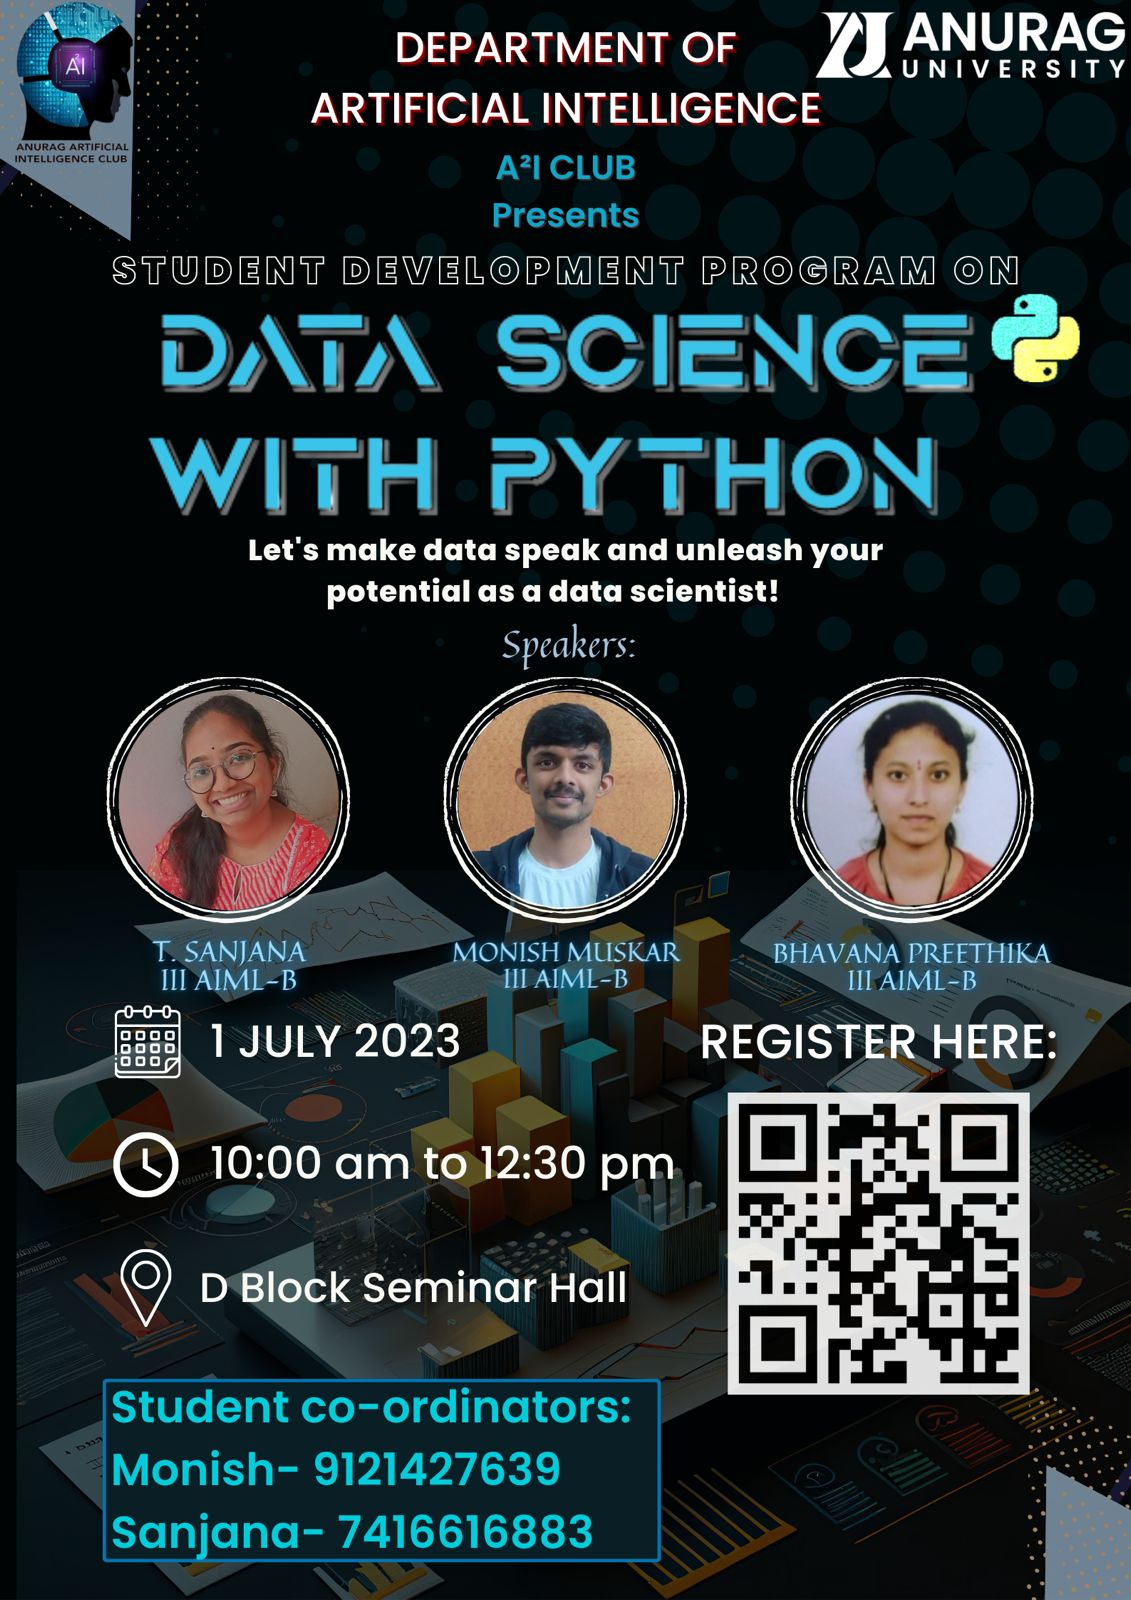 A²I
ANURAG ARTIFICIAL
INTELLIGENCE CLUB
DEPARTMENT OF
ARTIFICIAL INTELLIGENCE
ANURAG
UNIVERSITY
A²I CLUB
Presents
STUDENT DEVELOPMENT PROGRAM ON
DATA SCIENCE
WITH PYTHON
Let's make data speak and unleash your
potential as a data scientist!
Speakers:
T. SANJANA
III AIML-B
MONISH MUSKAR
III AIML-B
BHAVANA PREETHIKA
III AIML-B
1 JULY 2023
10:00 am to 12:30 pm
D Block Seminar Hall
REGISTER HERE:
Student co-ordinators:
Monish- 9121427639
Sanjana- 7416616883